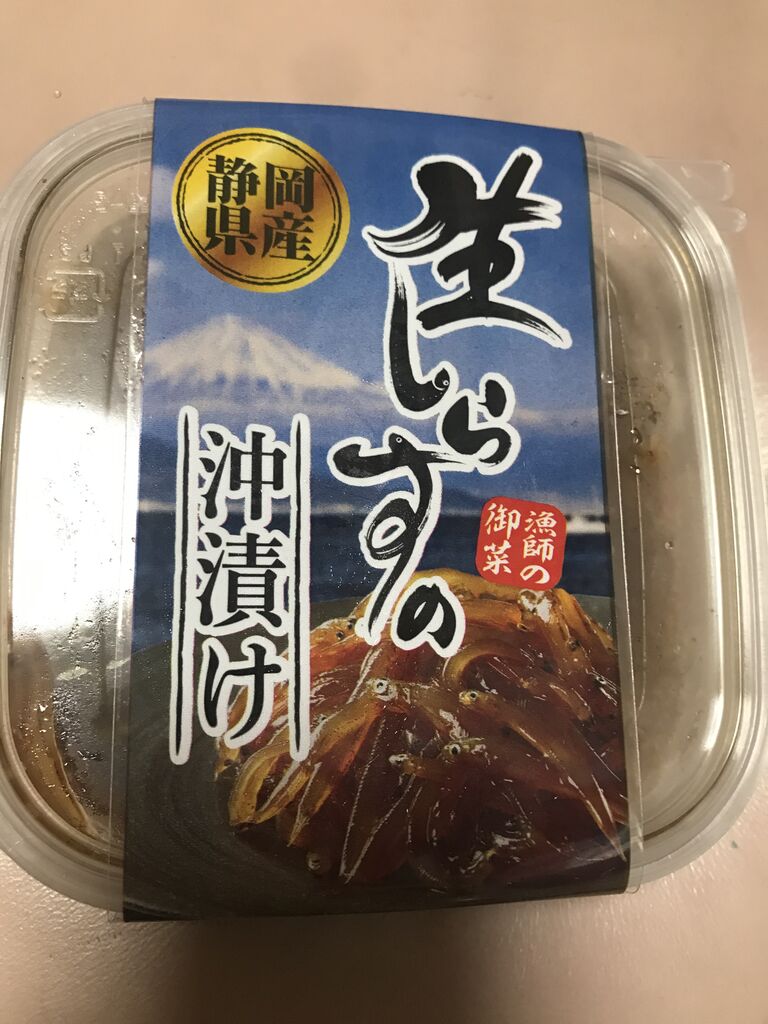 生しらすの
沖漬け
静岡県産
漁師の
御菜